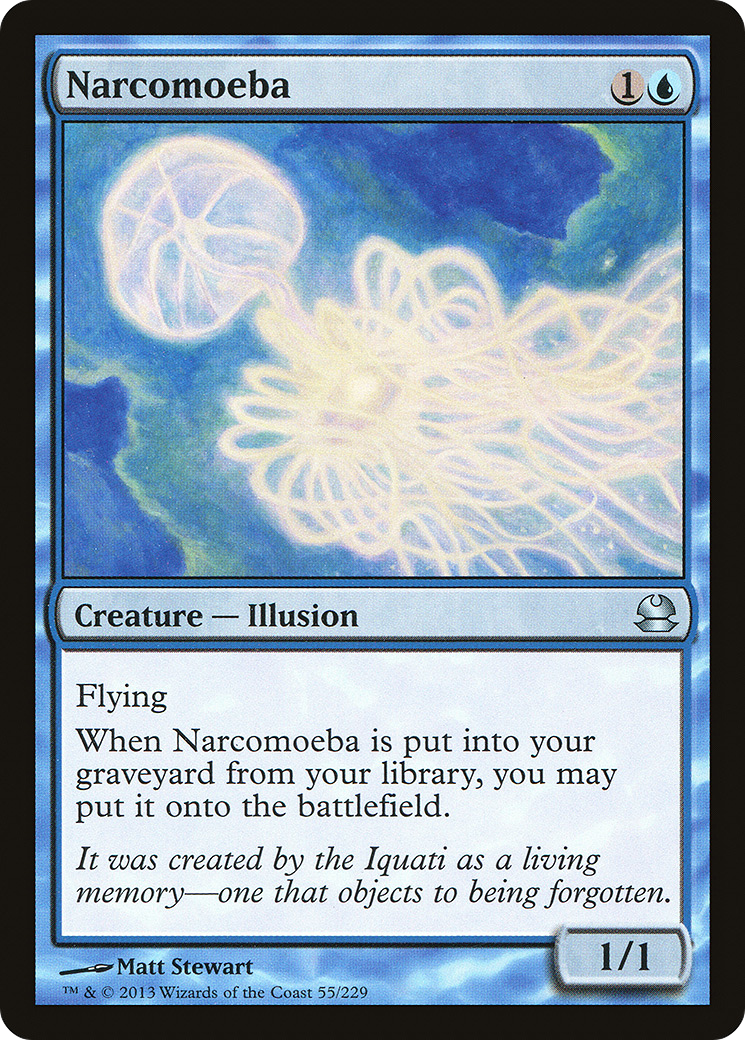 Narcomoeba 1
Creature — Illusion
Flying
When Narcomoeba is put into your
graveyard from your library, you may
put it onto the battlefield.
It was created by the Iquati as a living
memory—one that objects to being forgotten.
1/1
Matt Stewart
™ & © 2013 Wizards of the Coast 55/229